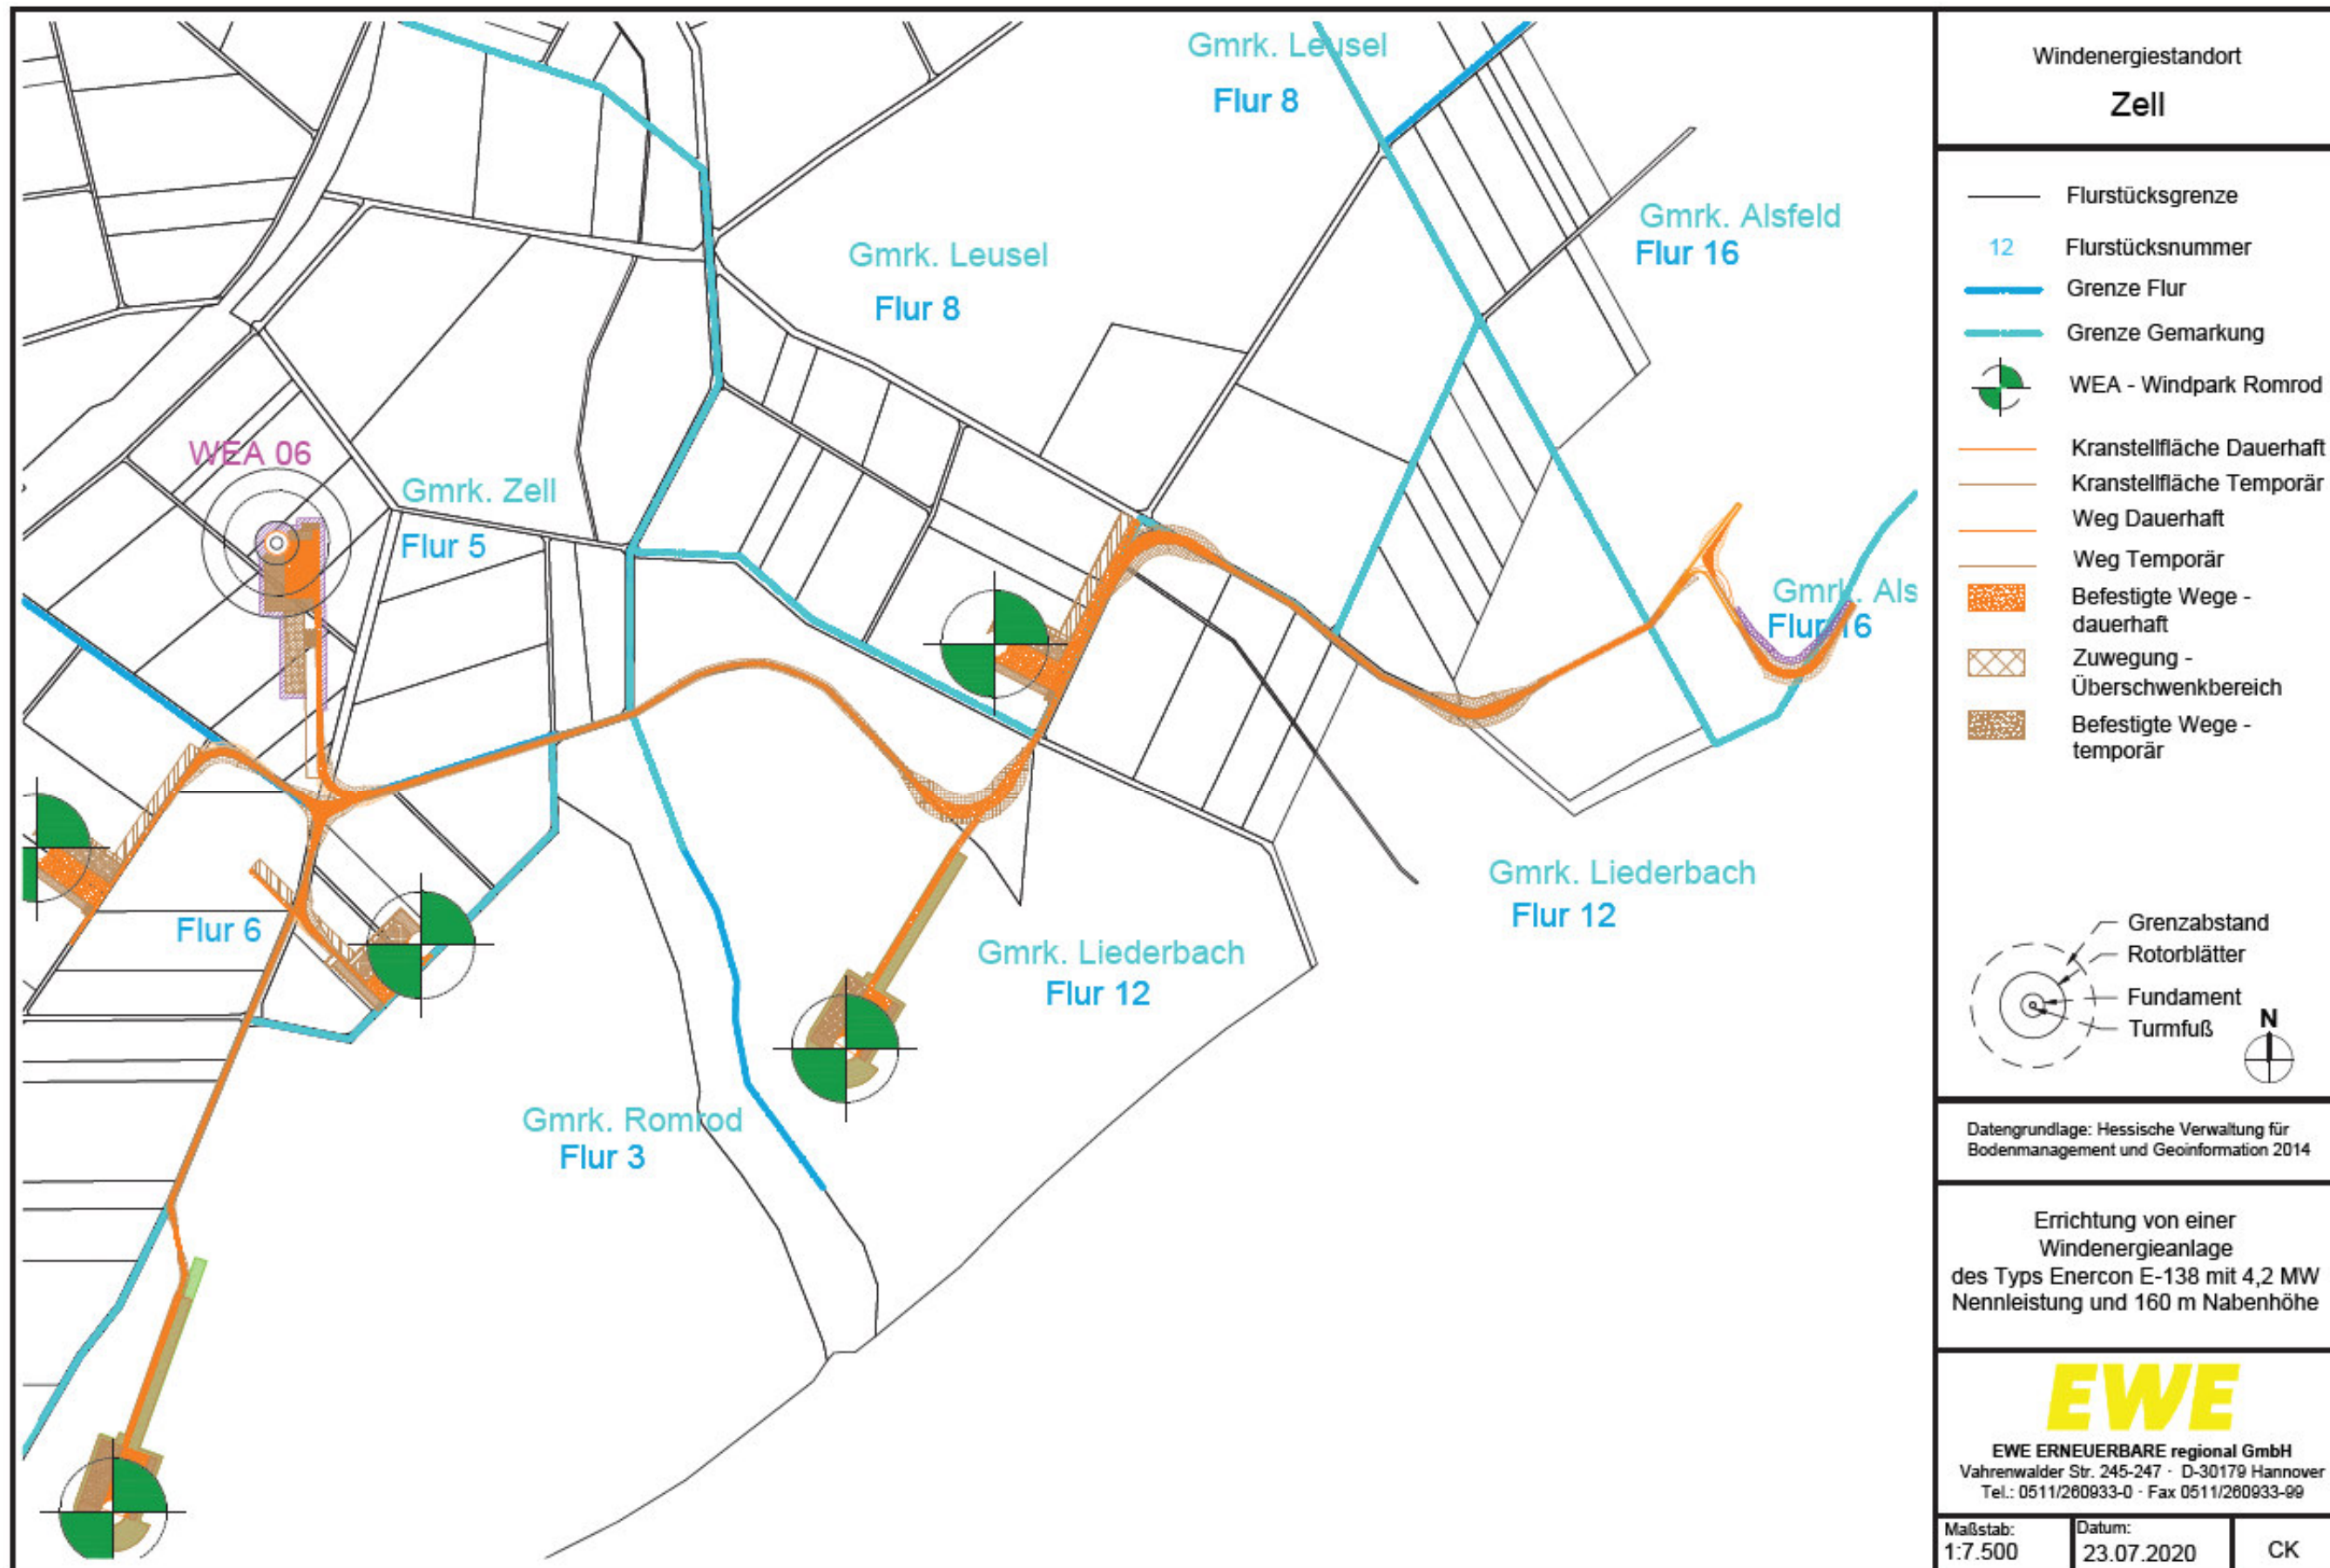 Gmrk. Leusel
Flur 8
Gmrk. Alsfeld
Flur 16
Gmrk. Leusel
Flur 8
WEA 06
Gmrk. Zell
Flur 5
Gmrk. Als
Flur 16
Flur 6
Gmrk. Liederbach
Flur 12
Gmrk. Liederbach
Flur 12
Gmrk. Romrod
Flur 3
Windenergiestandort
Zell
Flurstücksgrenze
12 Flurstücksnummer
Grenze Flur
Grenze Gemarkung
WEA - Windpark Romrod
Kranstellfläche Dauerhaft
Kranstellfläche Temporär
Weg Dauerhaft
Weg Temporär
Befestigte Wege -
dauerhaft
Zuwegung -
Überschwenkbereich
Befestigte Wege -
temporär
Grenzabstand
Rotorblätter
Fundament
Turmfuß
N
Datengrundlage: Hessische Verwaltung für
Bodenmanagement und Geoinformation 2014
Errichtung von einer
Windenergieanlage
des Typs Enercon E-138 mit 4,2 MW
Nennleistung und 160 m Nabenhöhe
EWE
EWE ERNEUERBARE regional GmbH
Vahrenwalder Str. 245-247 · D-30179 Hannover
Tel.: 0511/260933-0 · Fax 0511/260933-99
Maßstab:
1:7.500
Datum:
23.07.2020
CK